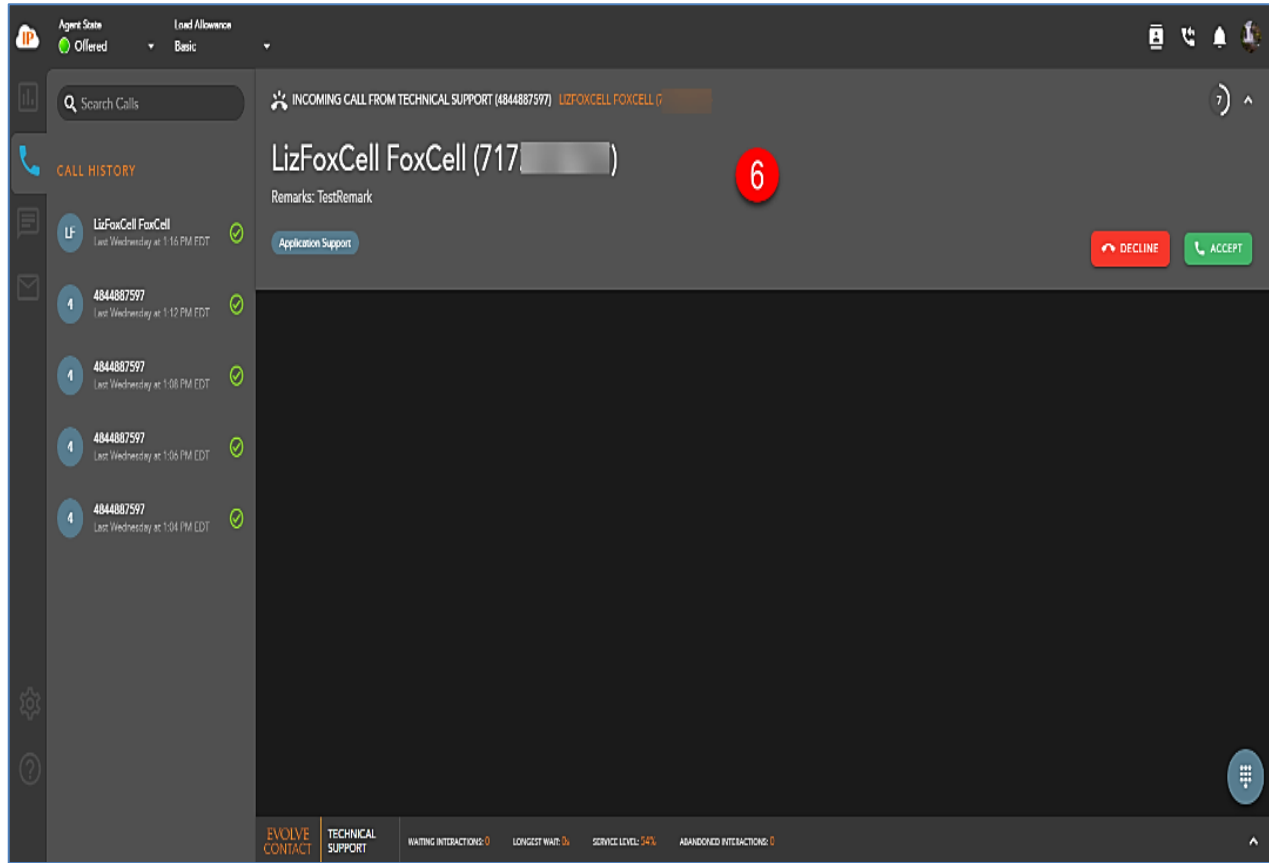 IP
Agent State
Load Allowance
Offered
Basic
Search Calls
INCOMING CALL FROM TECHNICAL SUPPORT (4844887597) LIZFOXCELL FOXCELL (7
7
CALL HISTORY
LizFoxCell FoxCell (717 )
6
Remarks: TestRemark
Application Support
DECLINE
ACCEPT
LF
LizFoxCell FoxCell
Last Wednesday at 1:16 PM EDT
4
4844887597
Last Wednesday at 1:12 PM EDT
4
4844887597
Last Wednesday at 1:08 PM EDT
4
4844887597
Last Wednesday at 1:06 PM EDT
4
4844887597
Last Wednesday at 1:04 PM EDT
EVOLVE
CONTACT
TECHNICAL
SUPPORT
WAITING INTERACTIONS: 0
LONGEST WAIT: 0s
SERVICE LEVEL: 54%
ABANDONED INTERACTIONS: 0